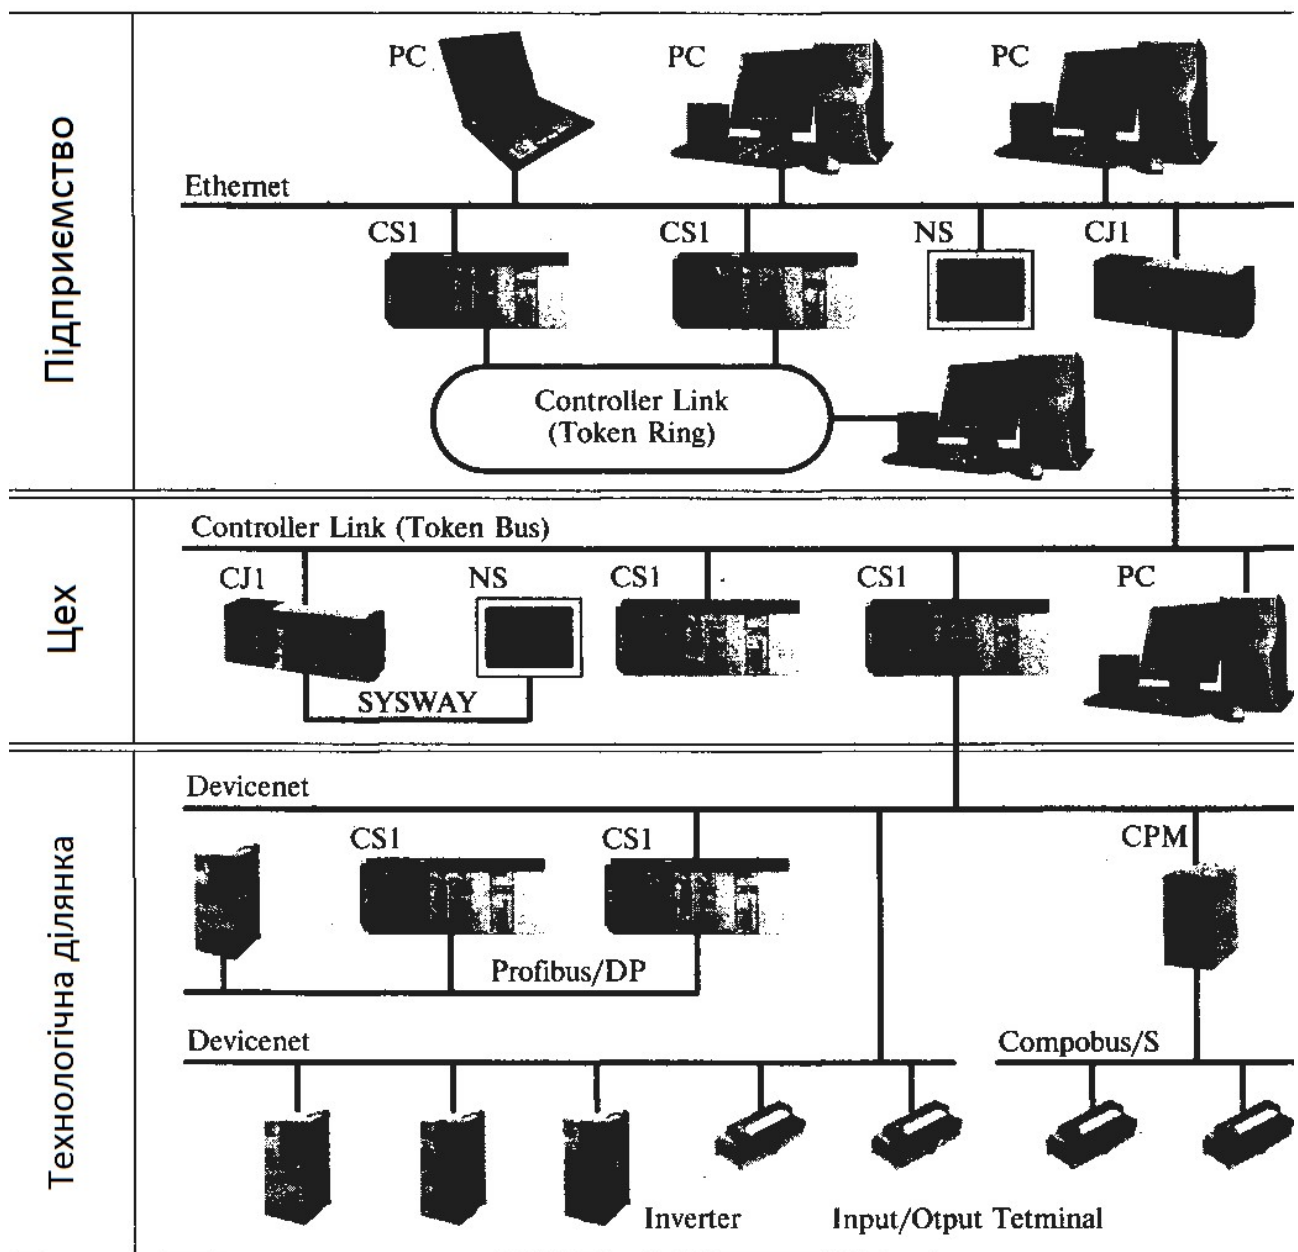 Підприємство
PC
PC
PC
Ethernet
CS1
CS1
NS
CJ1
Controller Link
(Token Ring)
Цех
Controller Link (Token Bus)
CJ1
NS
CS1
CS1
PC
SYSWAY
Технологічна ділянка
Devicenet
CS1
CS1
CPM
Profibus/DP
Devicenet
Compobus/S
Inverter
Input/Otput Tetminal